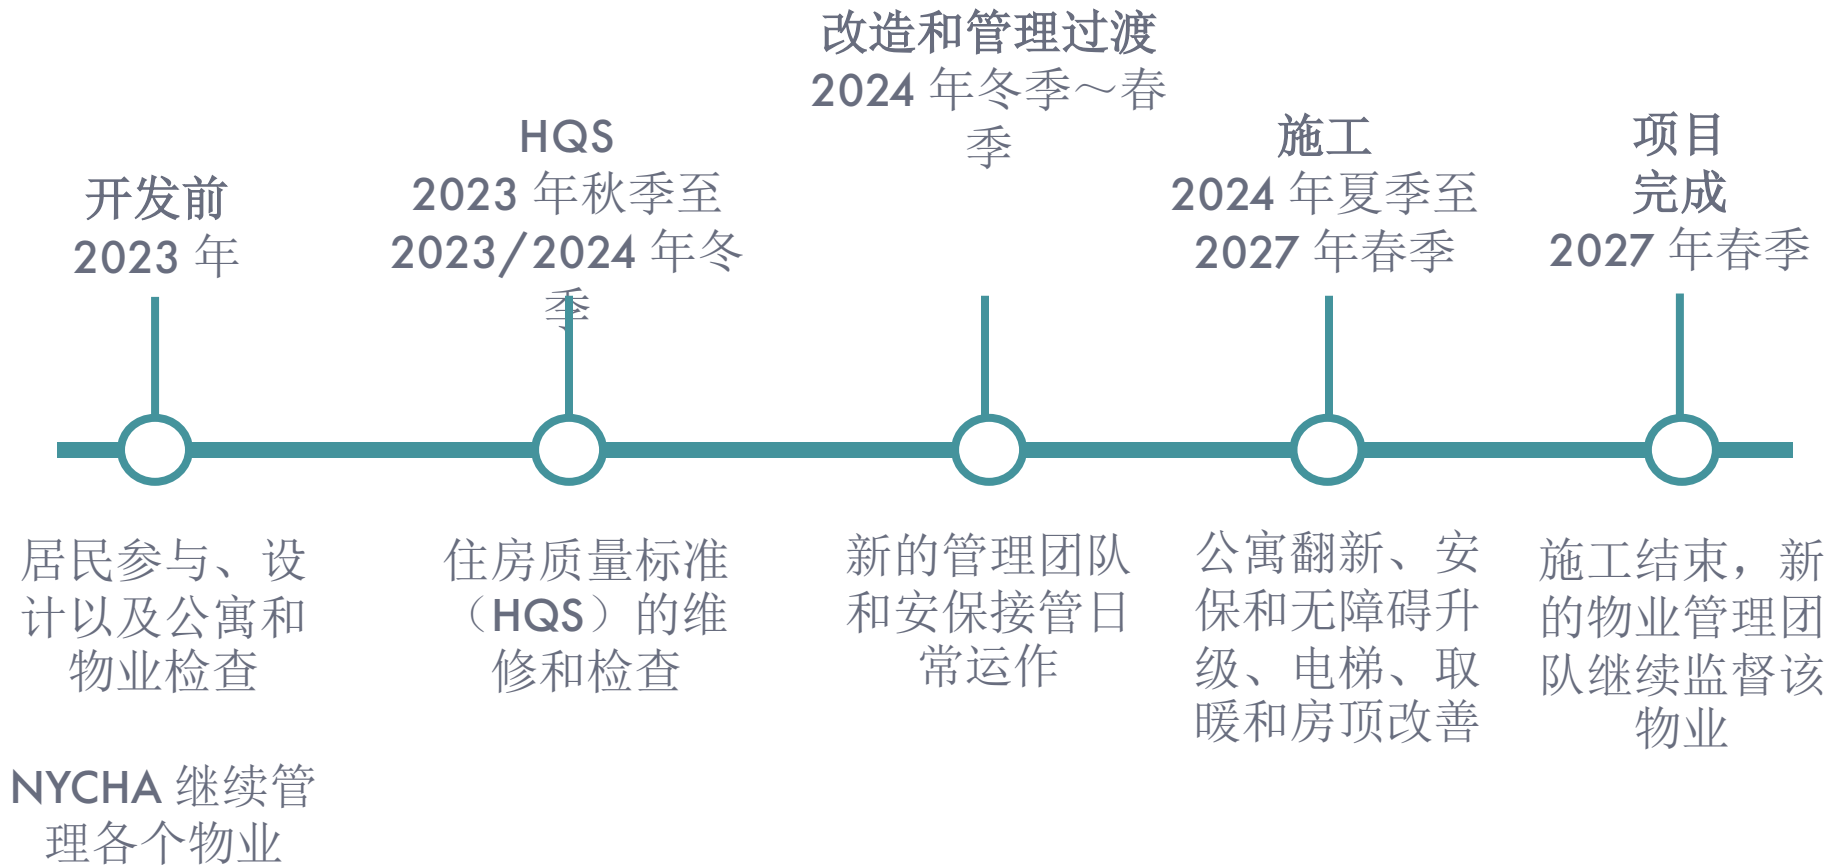 开发前
2023 年
居民参与、设
计以及公寓和
物业检查
NYCHA 继续管
理各个物业
HQS
2023 年秋季至
2023/2024 年冬
季
住房质量标准
（HQS）的维
修和检查
改造和管理过渡
2024 年冬季～春
季
新的管理团队
和安保接管日
常运作
施工
2024 年夏季至
2027 年春季
公寓翻新、安
保和无障碍升
级、电梯、取
暖和房顶改善
项目
完成
2027 年春季
施工结束，新
的物业管理团
队继续监督该
物业